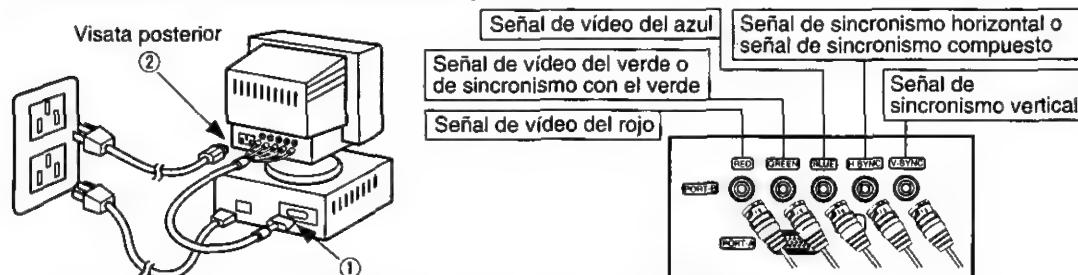 Visata posterior
②
①
Señal de vídeo del azul
Señal de sincronismo horizontal o
señal de sincronismo compuesto
Señal de vídeo del verde o
de sincronismo con el verde
Señal de
sincronismo vertical
Señal de vídeo del rojo
RED GREEN BLUE H SYNC V-SYNC
PORT-B
PORT-A